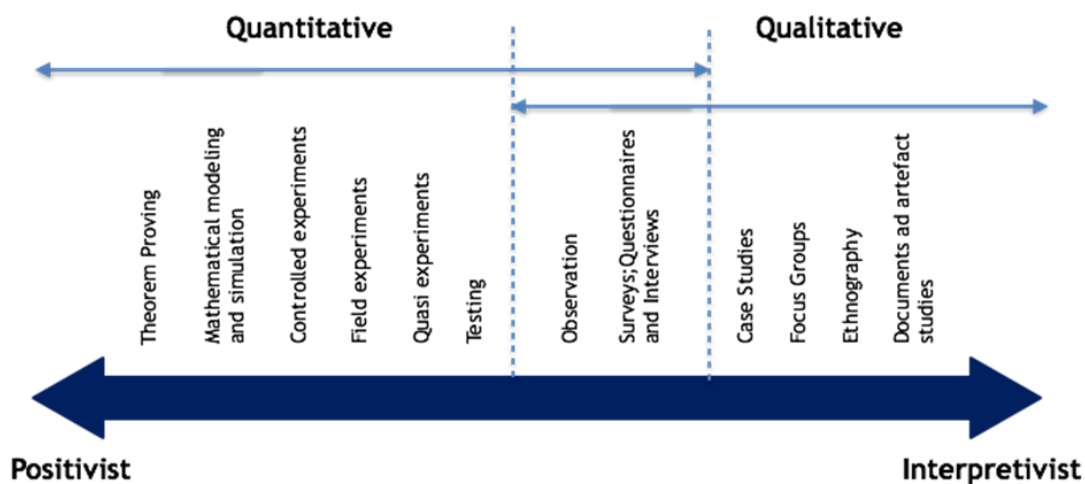 Quantitative
Qualitative
Theorem Proving
Mathematical modeling
and simulation
Controlled experiments
Field experiments
Quasi experiments
Testing
Observation
Surveys;Questionnaires
and Interviews
Case Studies
Focus Groups
Ethnography
Documents ad artefact
studies
Positivist
Interpretivist